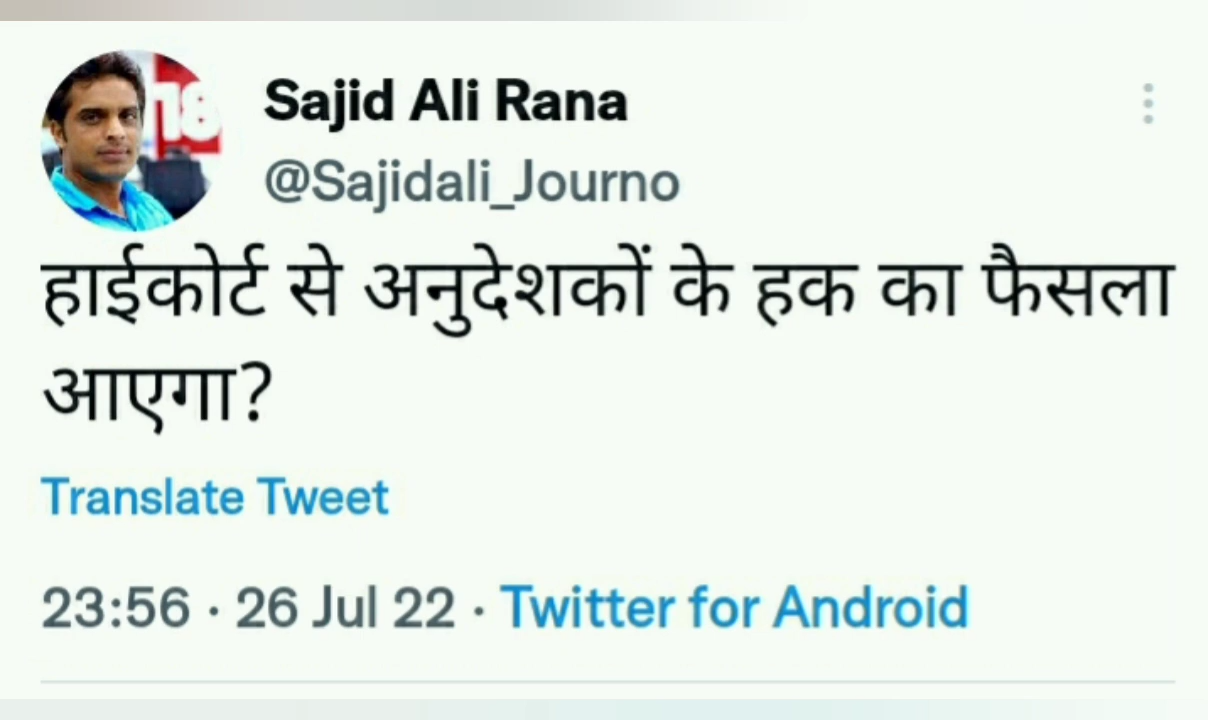 18
Sajid Ali Rana
@Sajidali_Journo
हाईकोर्ट से अनुदेशकों के हक का फैसला
आएगा?
Translate Tweet
23:56 · 26 Jul 22 · Twitter for Android